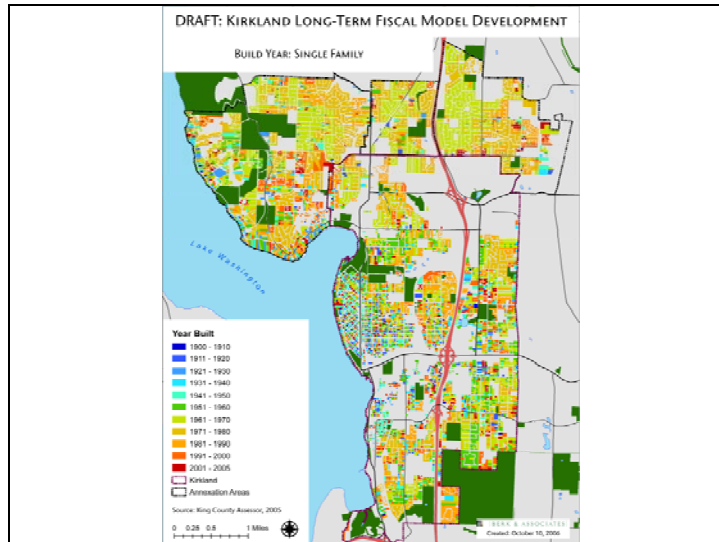 DRAFT: KIRKLAND LONG-TERM FISCAL MODEL DEVELOPMENT
BUILD YEAR: SINGLE FAMILY
Lake Washington
Year Built
1900 - 1910
1911 - 1920
1921 - 1930
1931 - 1940
1941 - 1950
1951 - 1960
1961 - 1970
1971 - 1980
1981 - 1990
1991 - 2000
2001 - 2005
Kirkland
Annexation Areas
Source: King County Assessor, 2005
0 0.25 0.5 1 Miles
BERK & ASSOCIATES
Created: October 10, 2006